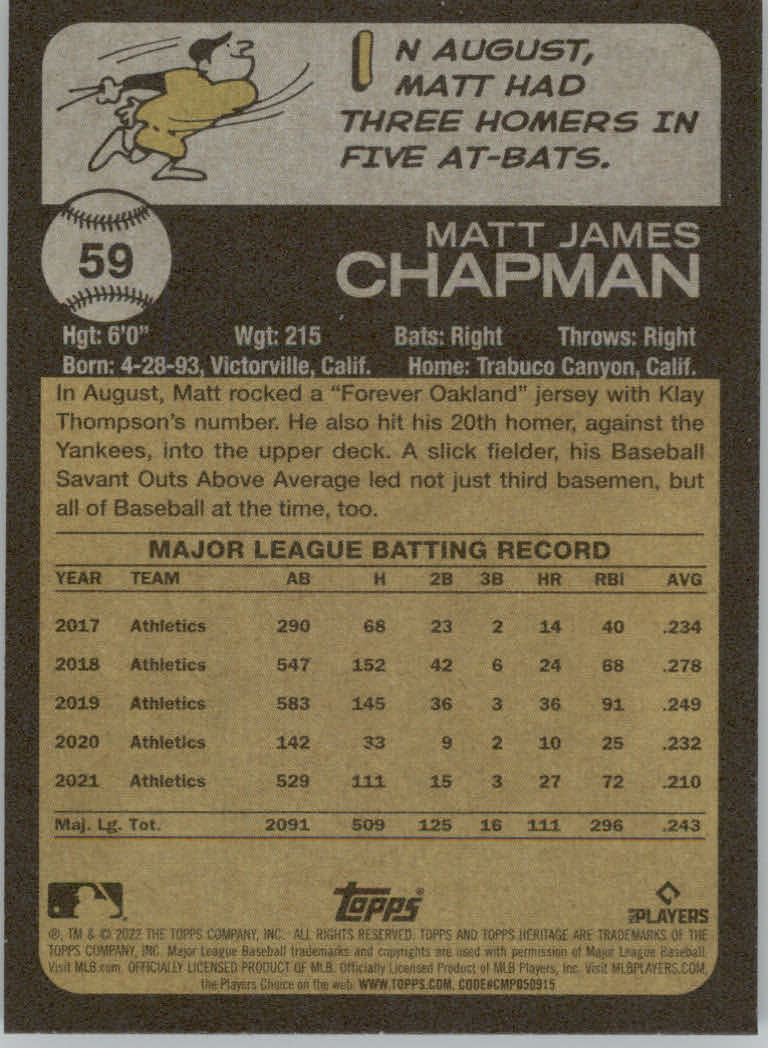 IN AUGUST,
MATT HAD
THREE HOMERS IN
FIVE AT-BATS.
59
MATT JAMES
CHAPMAN
Hgt: 6'0" Wgt: 215 Bats: Right Throws: Right
Born: 4-28-93, Victorville, Calif. Home: Trabuco Canyon, Calif.
In August, Matt rocked a "Forever Oakland" jersey with Klay
Thompson's number. He also hit his 20th homer, against the
Yankees, into the upper deck. A slick fielder, his Baseball
Savant Outs Above Average led not just third basemen, but
all of Baseball at the time, too.
MAJOR LEAGUE BATTING RECORD
YEAR TEAM AB H 2B 3B HR RBI AVG
2017 Athletics 290 68 23 2 14 40 .234
2018 Athletics 547 152 42 6 24 68 .278
2019 Athletics 583 145 36 3 36 91 .249
2020 Athletics 142 33 9 2 10 25 .232
2021 Athletics 529 111 15 3 27 72 .210
Maj. Lg. Tot. 2091 509 125 16 111 296 .243
Topps®
MLB PLAYERS
®, TM & © 2022 THE TOPPS COMPANY, INC. ALL RIGHTS RESERVED. TOPPS AND TOPPS HERITAGE ARE TRADEMARKS OF THE
TOPPS COMPANY, INC. Major League Baseball trademarks and copyrights are used with permission of Major League Baseball.
Visit MLB.com. OFFICIALLY LICENSED PRODUCT OF MLB. Officially Licensed Product of MLB Players, Inc. Visit MLBPLAYERS.COM,
the Players Choice on the web. WWW.TOPPS.COM. CODE#CMP050915